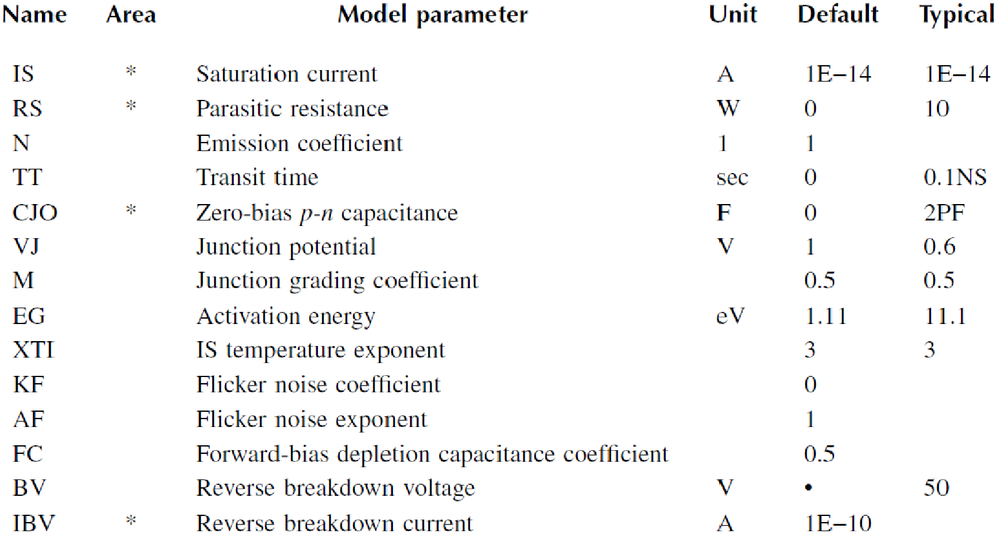 Name Area Model parameter Unit Default Typical
IS * Saturation current A 1E–14 1E–14
RS * Parasitic resistance W 0 10
N Emission coefficient 1 1
TT Transit time sec 0 0.1NS
CJO * Zero-bias p-n capacitance F 0 2PF
VJ Junction potential V 1 0.6
M Junction grading coefficient 0.5 0.5
EG Activation energy eV 1.11 11.1
XTI IS temperature exponent 3 3
KF Flicker noise coefficient 0
AF Flicker noise exponent 1
FC Forward-bias depletion capacitance coefficient 0.5
BV Reverse breakdown voltage V • 50
IBV * Reverse breakdown current A 1E–10